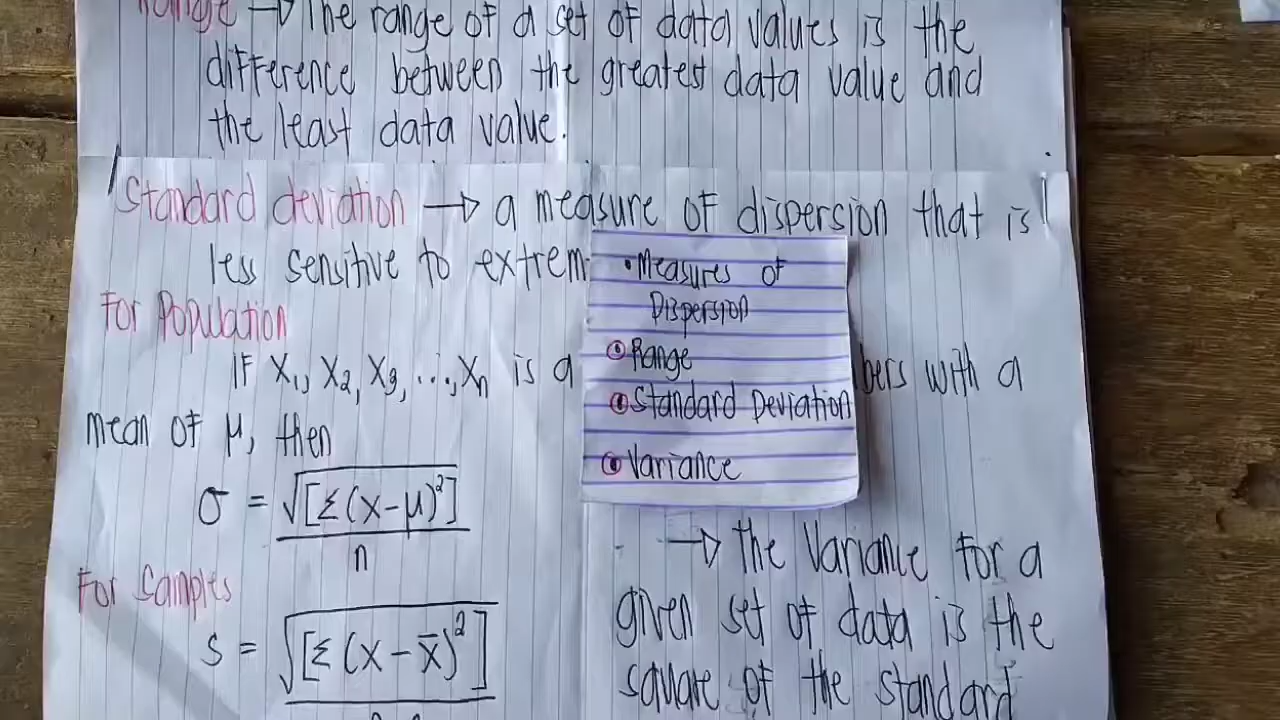 Range → The range of a set of data values is the
difference between the greatest data value and
the least data value.
Standard deviation → a measure of dispersion that is
less sensitive to extrem
For Population
IF X₁, X₂, X₃, ..., Xn is a bers with a
mean of μ, then
σ = √[Σ(x-μ)²]
n
For Samples
s = √[Σ(x-x̄)²]
• Measures of
Dispersion
Range
Standard Deviation
Variance
→ the Variance for a
given set of data is the
square of the standard